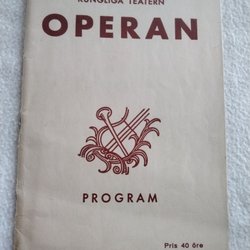 KUNGLIGA TEATERN
OPERAN
PROGRAM
Pris 40 öre